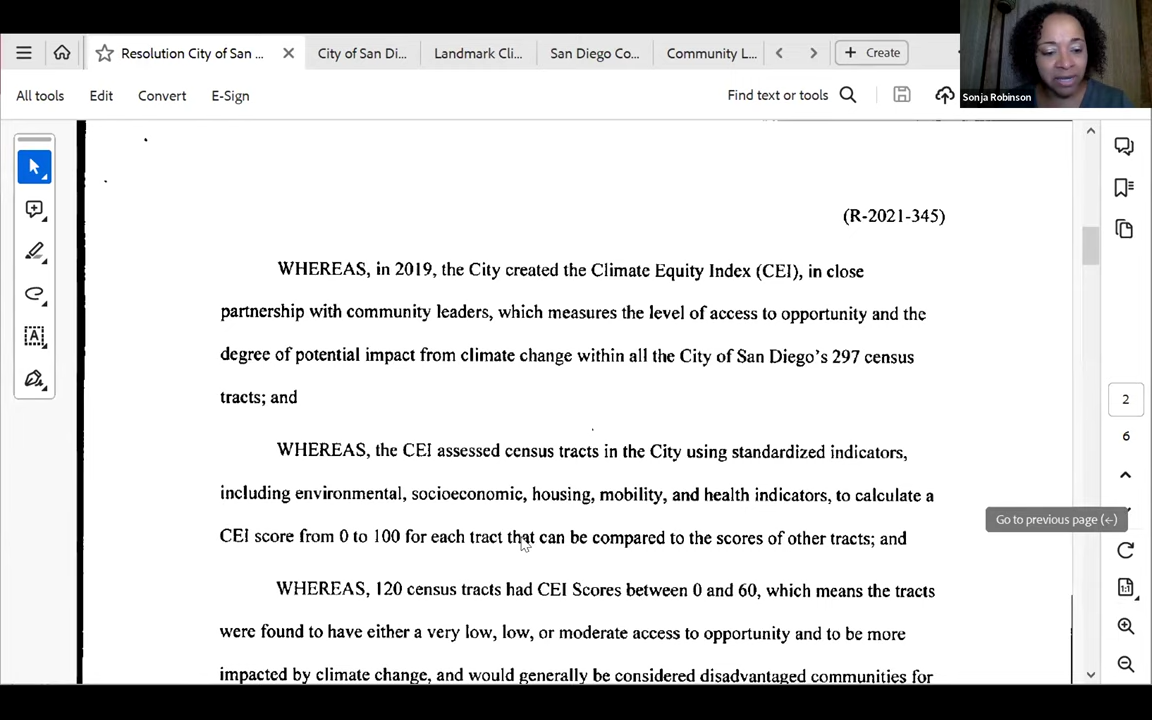 Resolution City of San ...
City of San Di...
Landmark Cli...
San Diego Co...
Community L...
Create
All tools
Edit
Convert
E-Sign
Find text or tools
Sonja Robinson
(R-2021-345)
WHEREAS, in 2019, the City created the Climate Equity Index (CEI), in close
partnership with community leaders, which measures the level of access to opportunity and the
degree of potential impact from climate change within all the City of San Diego's 297 census
tracts; and
WHEREAS, the CEI assessed census tracts in the City using standardized indicators,
including environmental, socioeconomic, housing, mobility, and health indicators, to calculate a
CEI score from 0 to 100 for each tract that can be compared to the scores of other tracts; and
WHEREAS, 120 census tracts had CEI Scores between 0 and 60, which means the tracts
were found to have either a very low, low, or moderate access to opportunity and to be more
impacted by climate change, and would generally be considered disadvantaged communities for
2
6
Go to previous page (←)
1:1